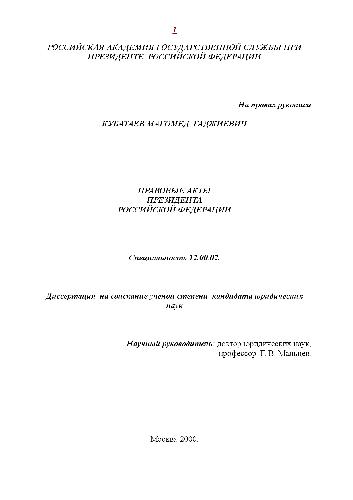 1
РОССИЙСКАЯ АКАДЕМИЯ ГОСУДАРСТВЕННОЙ СЛУЖБЫ ПРИ
ПРЕЗИДЕНТЕ РОССИЙСКОЙ ФЕДЕРАЦИИ
На правах рукописи
КУБАТАЕВ МАГОМЕД ГАДЖИЕВИЧ
ПРАВОВЫЕ АКТЫ
ПРЕЗИДЕНТА
РОССИЙСКОЙ ФЕДЕРАЦИИ
Специальность 12.00.02.
Диссертация на соискание ученой степени кандидата юридических
наук
Научный руководитель: доктор юридических наук,
профессор Г. В. Мальцев.
Москва, 2000.